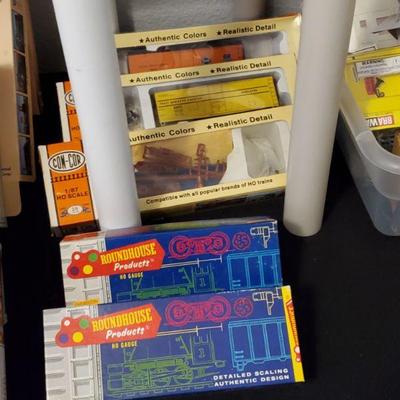 ★ Authentic Colors
★ Realistic Detail
★ Authentic Colors
★ Realistic Detail
Authentic Colors
★ Realistic Detail
Compatible with all popular brands of HO trains
CON-COR
1/87
HO SCALE
ROUNDHOUSE
Products
HO GAUGE
ROUNDHOUSE
Products
HO GAUGE
1
DETAILED SCALING
AUTHENTIC DESIGN